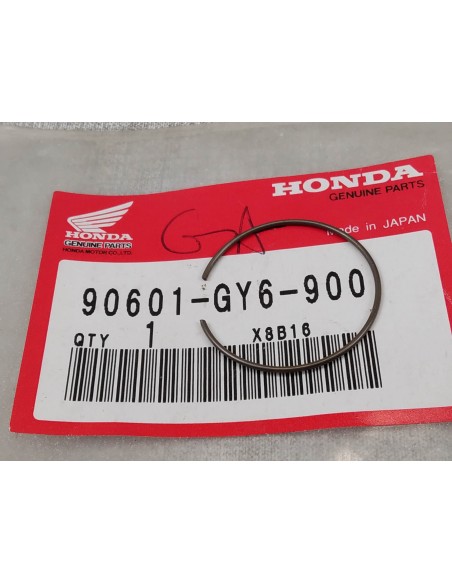 HONDA
GENUINE PARTS
made in JAPAN
HONDA
GENUINE PARTS
HONDA MOTOR CO.,LTD.
GA
90601-GY6-900
QTY 1 X8B16